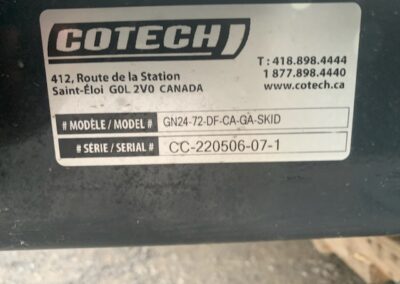 COTECH
412, Route de la Station
Saint-Éloi G0L 2V0 CANADA
T : 418.898.4444
1 877.898.4440
www.cotech.ca
# MODÈLE / MODEL # GN24-72-DF-CA-GA-SKID
# SÉRIE / SERIAL # CC-220506-07-1